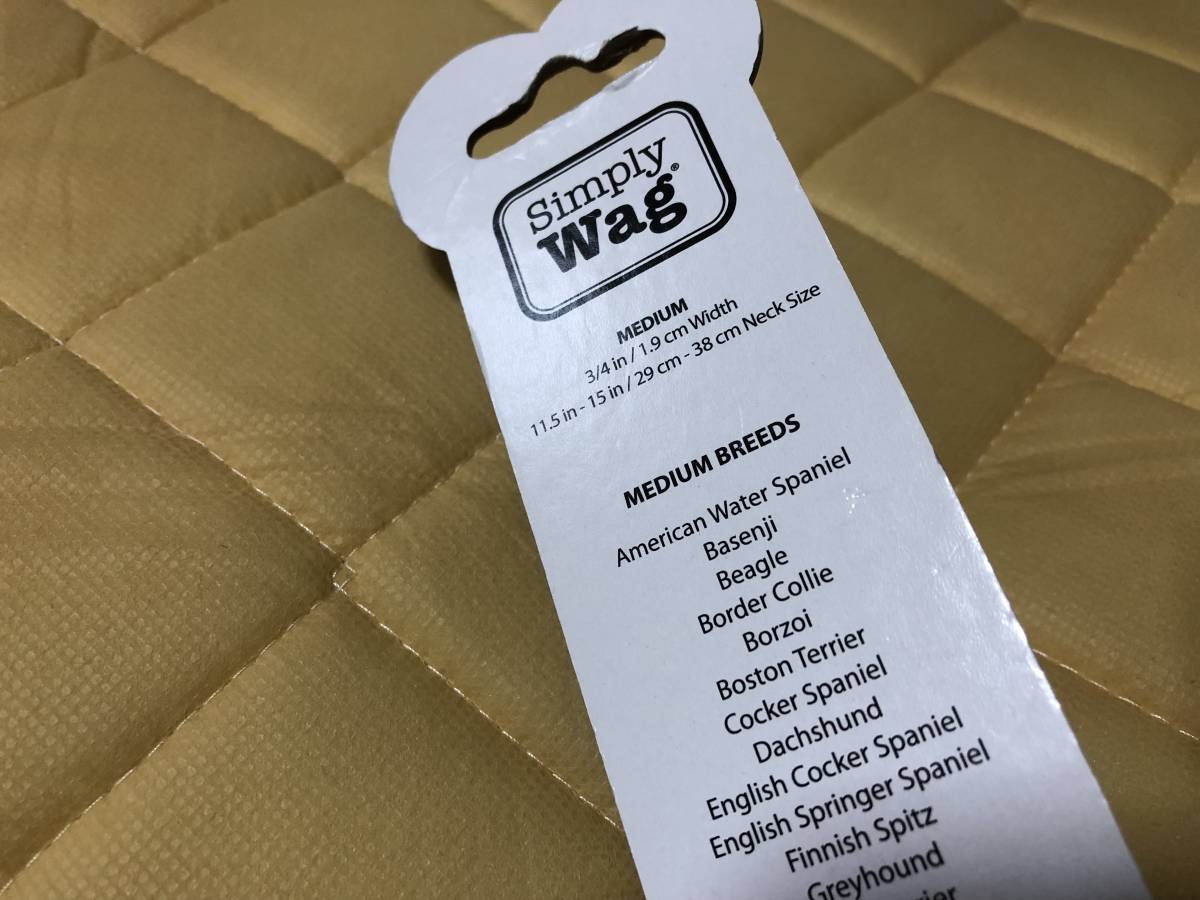 Simply
Wag®
MEDIUM
3/4 in / 1.9 cm Width
11.5 in - 15 in / 29 cm - 38 cm Neck Size
MEDIUM BREEDS
American Water Spaniel
Basenji
Beagle
Border Collie
Borzoi
Boston Terrier
Cocker Spaniel
Dachshund
English Cocker Spaniel
English Springer Spaniel
Finnish Spitz
Greyhound